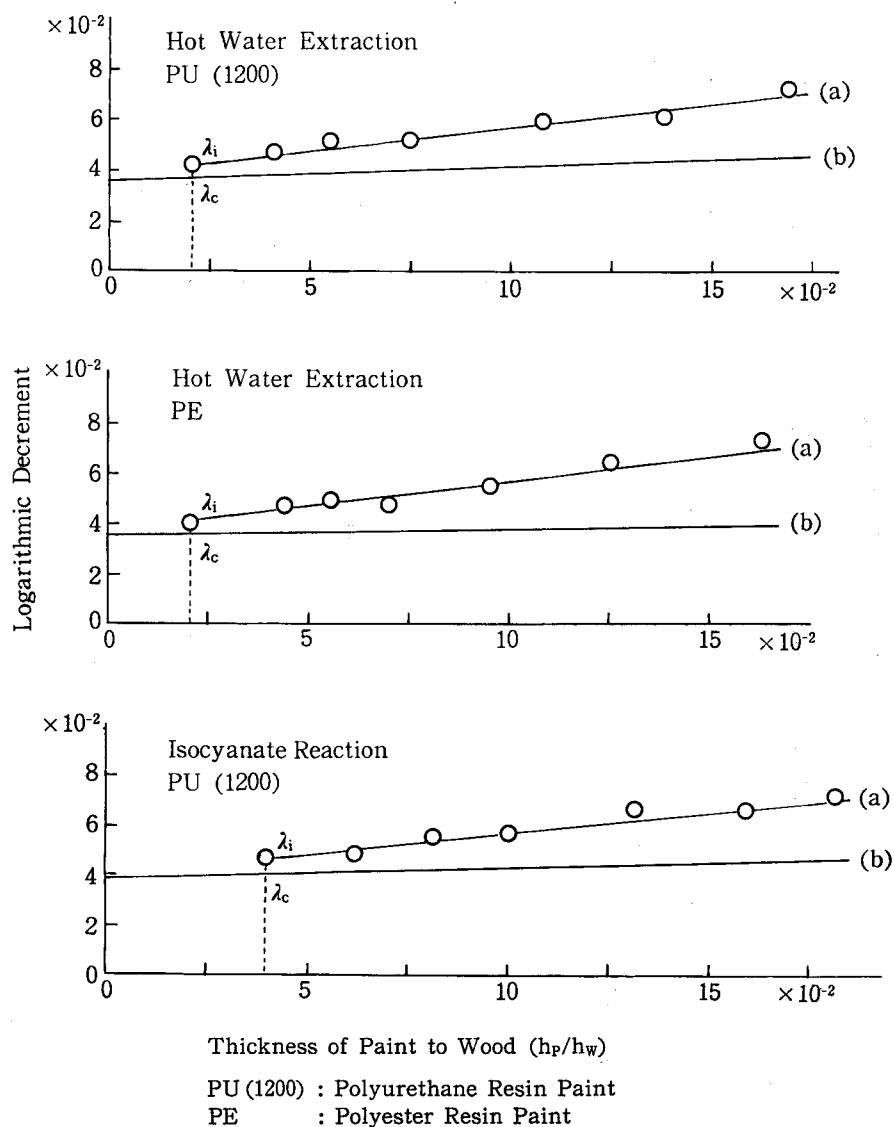 ×10⁻²
Hot Water Extraction
PU (1200)
8
6
4
2
0
λi
λc
(a)
(b)
0 5 10 15 ×10⁻²
×10⁻²
Hot Water Extraction
PE
8
6
4
2
0
λi
λc
(a)
(b)
0 5 10 15 ×10⁻²
Logarithmic Decrement
×10⁻²
Isocyanate Reaction
PU (1200)
8
6
4
2
0
λi
λc
(a)
(b)
0 5 10 15 ×10⁻²
Thickness of Paint to Wood (hP/hW)
PU (1200) : Polyurethane Resin Paint
PE : Polyester Resin Paint